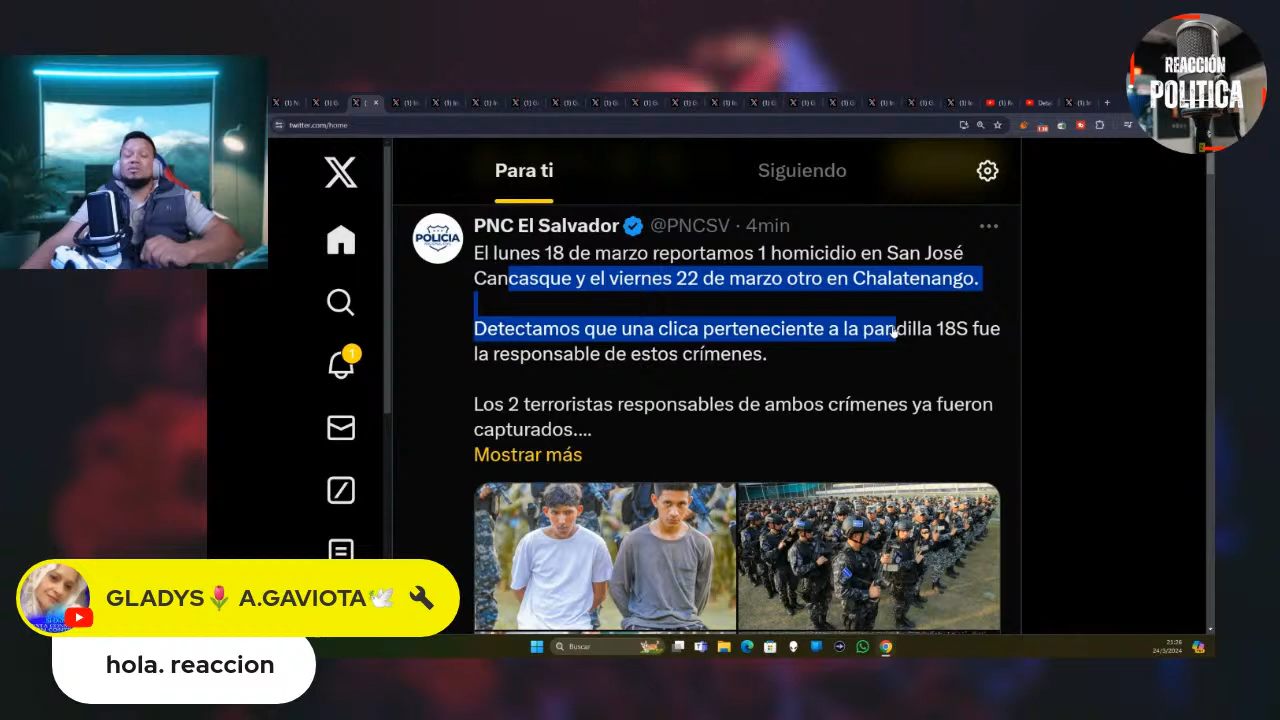 REACCIÓN
POLITICA
twitter.com/home
Para ti
Siguiendo
PNC El Salvador @PNCSV · 4min
POLICIA
El lunes 18 de marzo reportamos 1 homicidio en San José
Cancasque y el viernes 22 de marzo otro en Chalatenango.
Detectamos que una clica perteneciente a la pandilla 18S fue
la responsable de estos crímenes.
Los 2 terroristas responsables de ambos crímenes ya fueron
capturados....
Mostrar más
1
GLADYS🌷 A.GAVIOTA🕊️
hola. reaccion
Buscar
21:28
24/3/2024